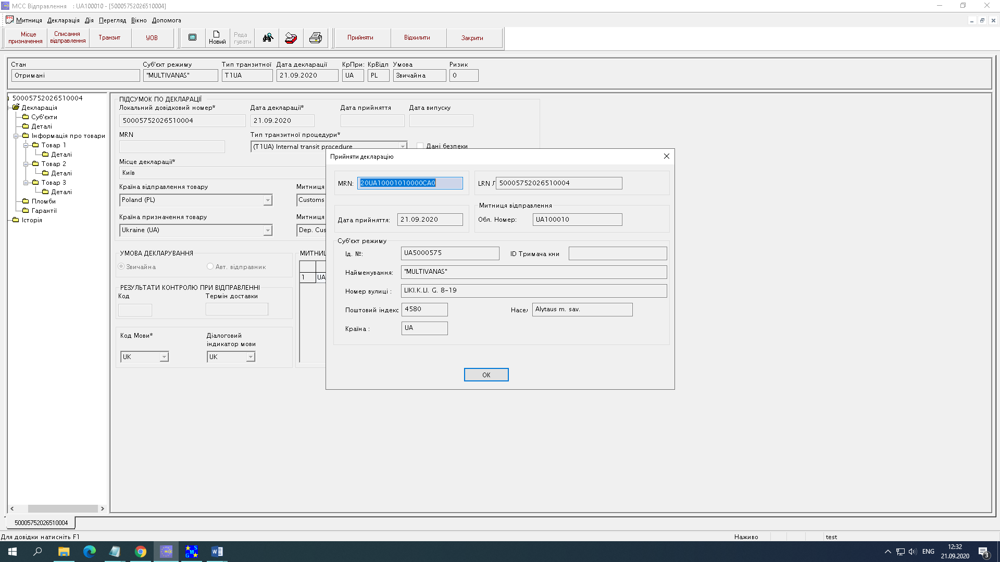 МСС Відправлення : UA100010 - [50005752026510004]
Митниця Декларація Дія Перегляд Вікно Допомога
Місце призначення
Списання відправлення
Транзит
УОВ
Новий
Реда гувати
Прийняти
Відхилити
Закрити
Стан Суб'єкт режиму Тип транзитної Дата декларації КрПри: КрВідп Умова Ризик
Отримані "MULTIVANAS" T1UA 21.09.2020 UA PL Звичайна 0
50005752026510004
Декларація
Суб'єкти
Деталі
Інформація про товари
Товар 1
Деталі
Товар 2
Деталі
Товар 3
Деталі
Пломби
Гарантії
Історія
ПІДСУМОК ПО ДЕКЛАРАЦІЇ
Локальний довідковий номер* Дата декларації* Дата прийняття Дата випуску
50005752026510004 21.09.2020
MRN Тип транзитної процедури*
(T1UA) Internal transit procedure Дані безпеки
Місце декларації*
Київ
Країна відправлення товару Митниця
Poland (PL) Customs
Країна призначення товару Митниця
Ukraine (UA) Dep. Cus
УМОВА ДЕКЛАРУВАННЯ МИТНИЦ
Звичайна Авт. відправник
1 UA
РЕЗУЛЬТАТИ КОНТРОЛЮ ПРИ ВІДПРАВЛЕННІ
Код Термін доставки
Код Мови* Діалоговий індикатор мови
UK UK
Прийняти декларацію
MRN: 20UA10001010000CA0 LRN Л 50005752026510004
Митниця відправлення
Дата прийняття: 21.09.2020 Обл. Номер: UA100010
Суб'єкт режиму
Ід. №: UA5000575 ID Тримача кни
Найменування: "MULTIVANAS"
Номер вулиці : LIKI.K.LI. G. 8-19
Поштовий індекс 4580 Насел Alytaus m. sav.
Країна : UA
OK
50005752026510004
Для довідки натисніть F1 Наживо test
ENG
12:32
21.09.2020
3